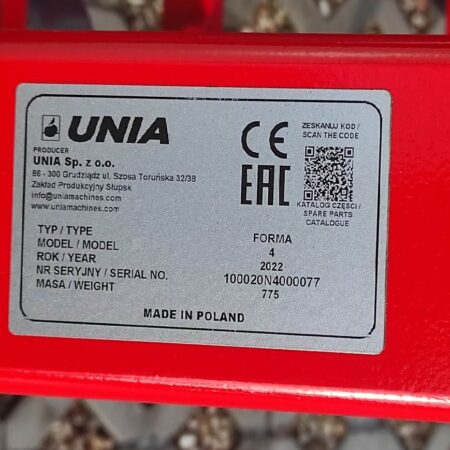 UNIA
PRODUCER
UNIA Sp. z o.o.
86 - 300 Grudziądz ul. Szosa Toruńska 32/38
Zakład Produkcyjny Słupsk
info@uniamachines.com
www.uniamachines.com
CE
EAC
ZESKANUJ KOD /
SCAN THE CODE
KATALOG CZĘŚCI /
SPARE PARTS
CATALOGUE
TYP / TYPE FORMA
MODEL / MODEL 4
ROK / YEAR 2022
NR SERYJNY / SERIAL NO. 100020N4000077
MASA / WEIGHT 775
MADE IN POLAND